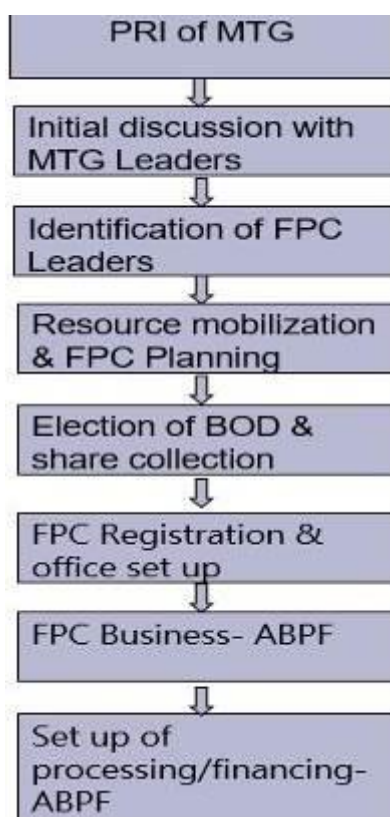 PRI of MTG
Initial discussion with
MTG Leaders
Identification of FPC
Leaders
Resource mobilization
& FPC Planning
Election of BOD &
share collection
FPC Registration &
office set up
FPC Business- ABPF
Set up of
processing/financing-
ABPF